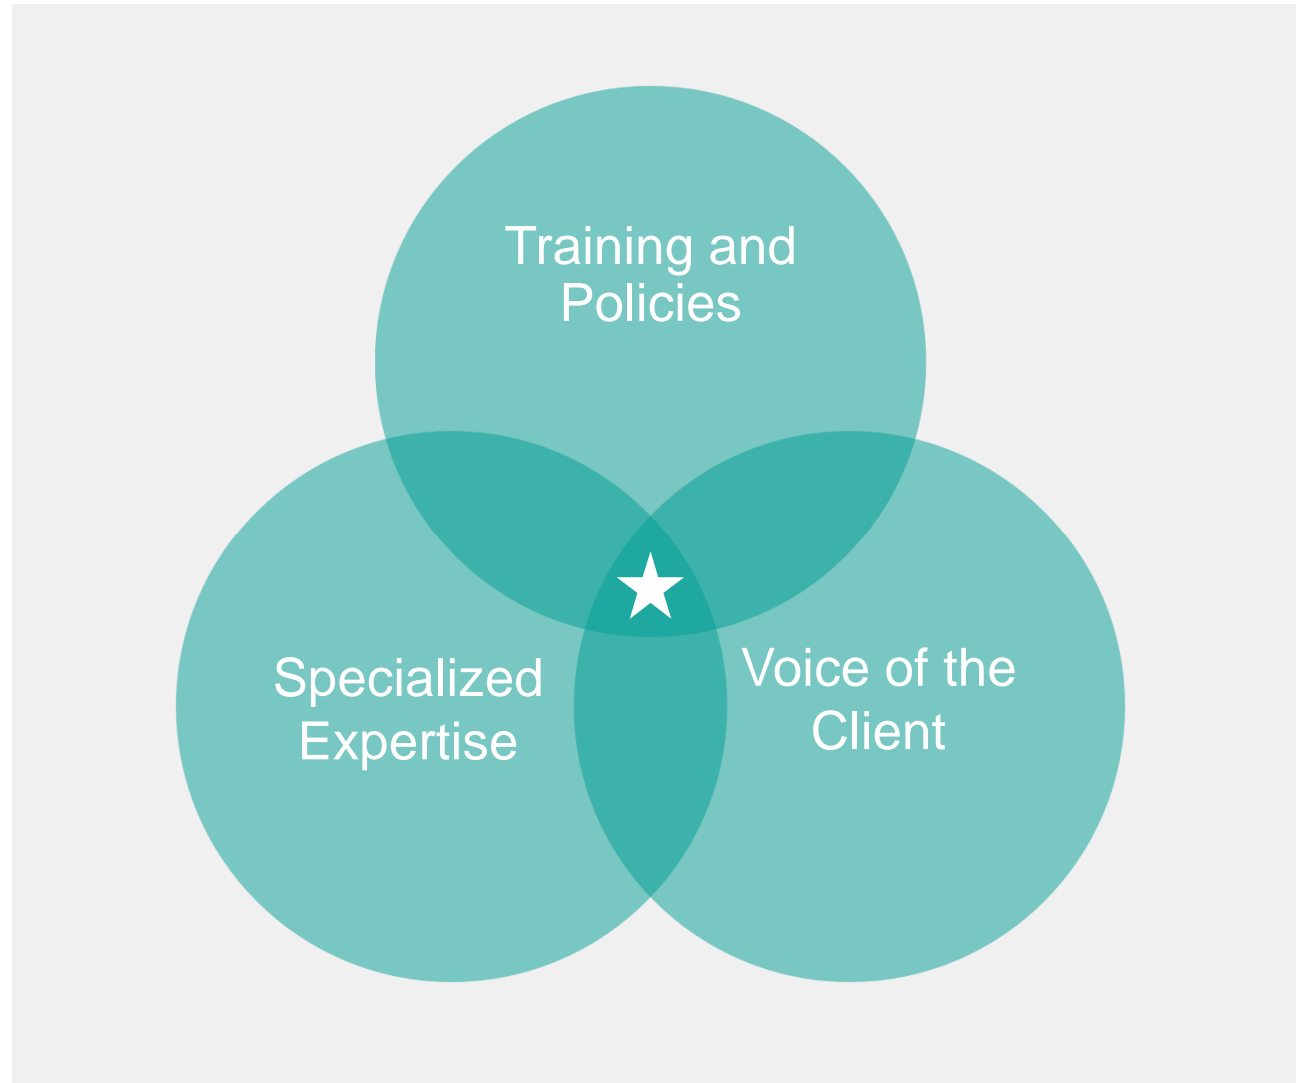 Training and
Policies
Specialized
Expertise
Voice of the
Client